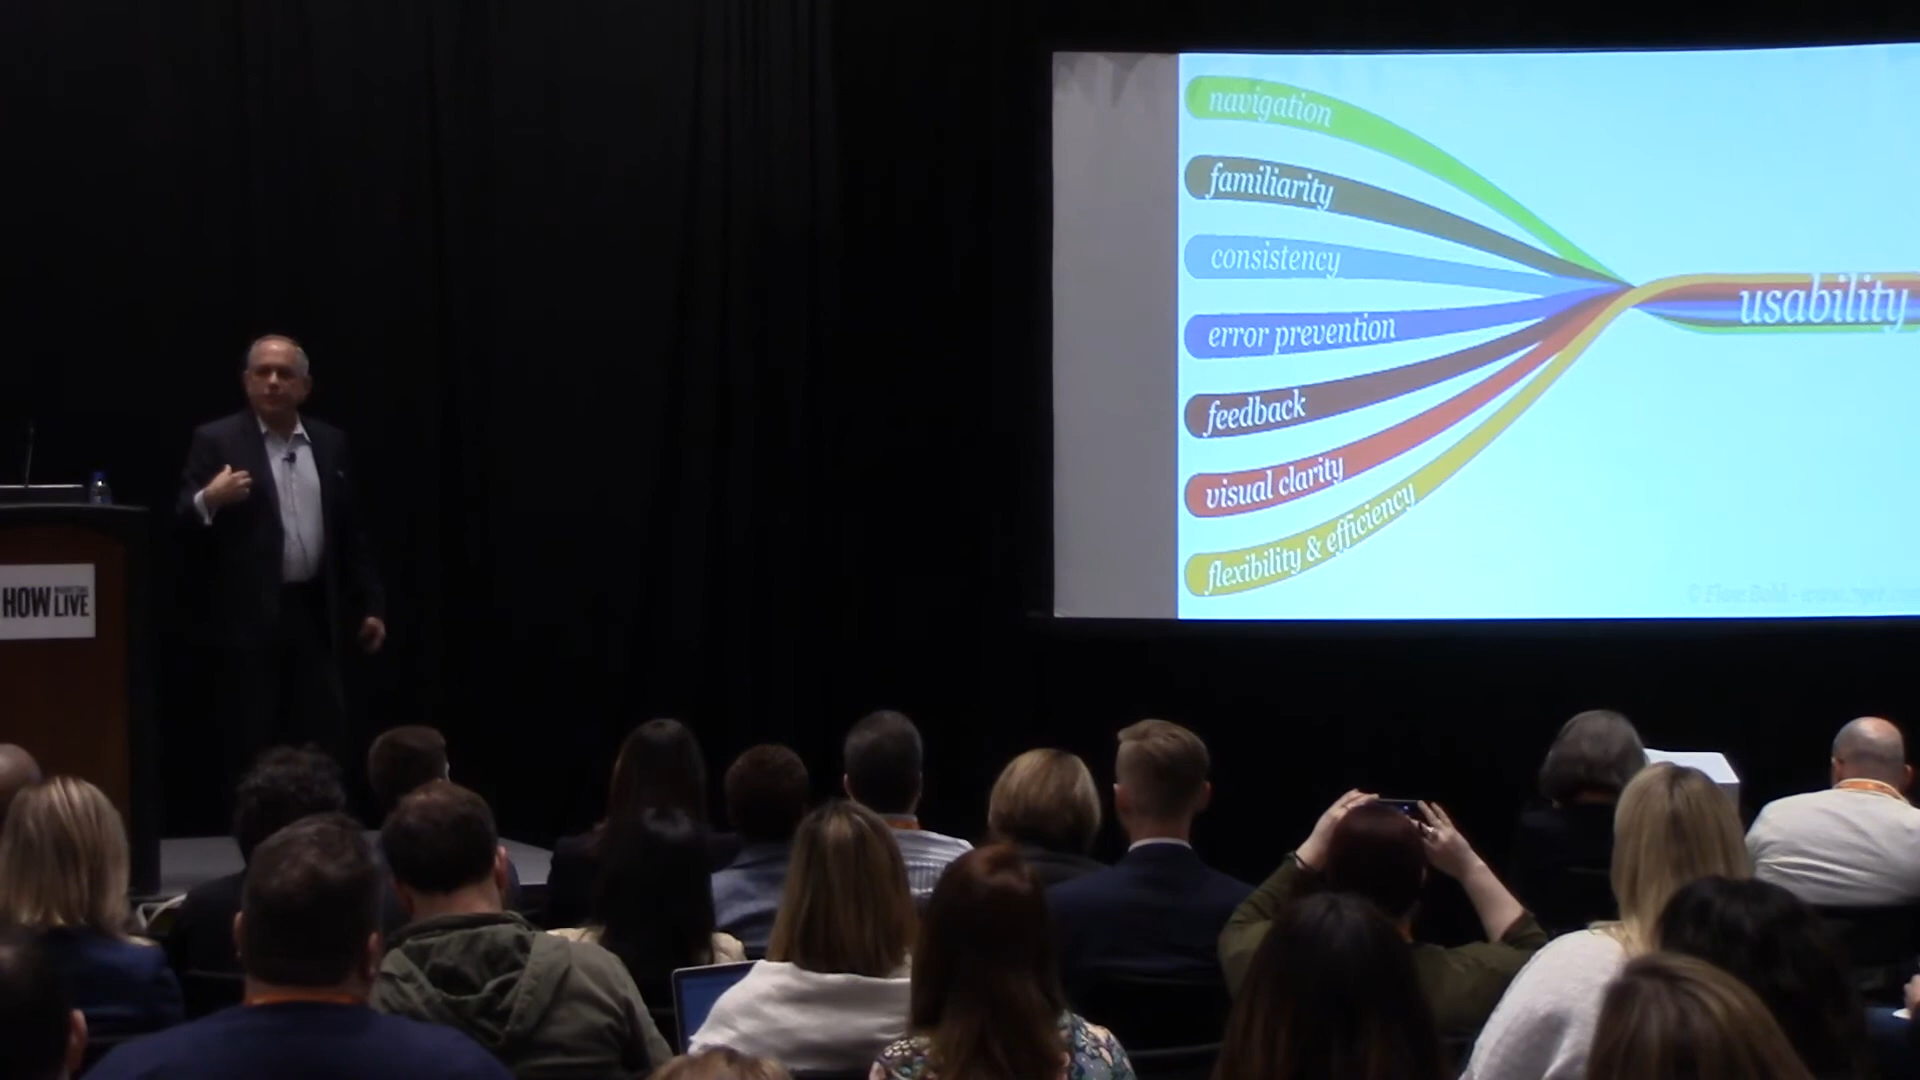 navigation
familiarity
consistency
error prevention
feedback
visual clarity
flexibility & efficiency
usability
HOW
LIVE